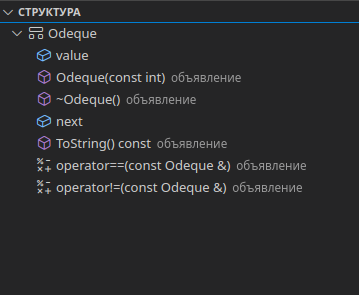 СТРУКТУРА
Odeque
value
Odeque(const int) объявление
~Odeque() объявление
next
ToString() const объявление
operator==(const Odeque &) объявление
operator!=(const Odeque &) объявление